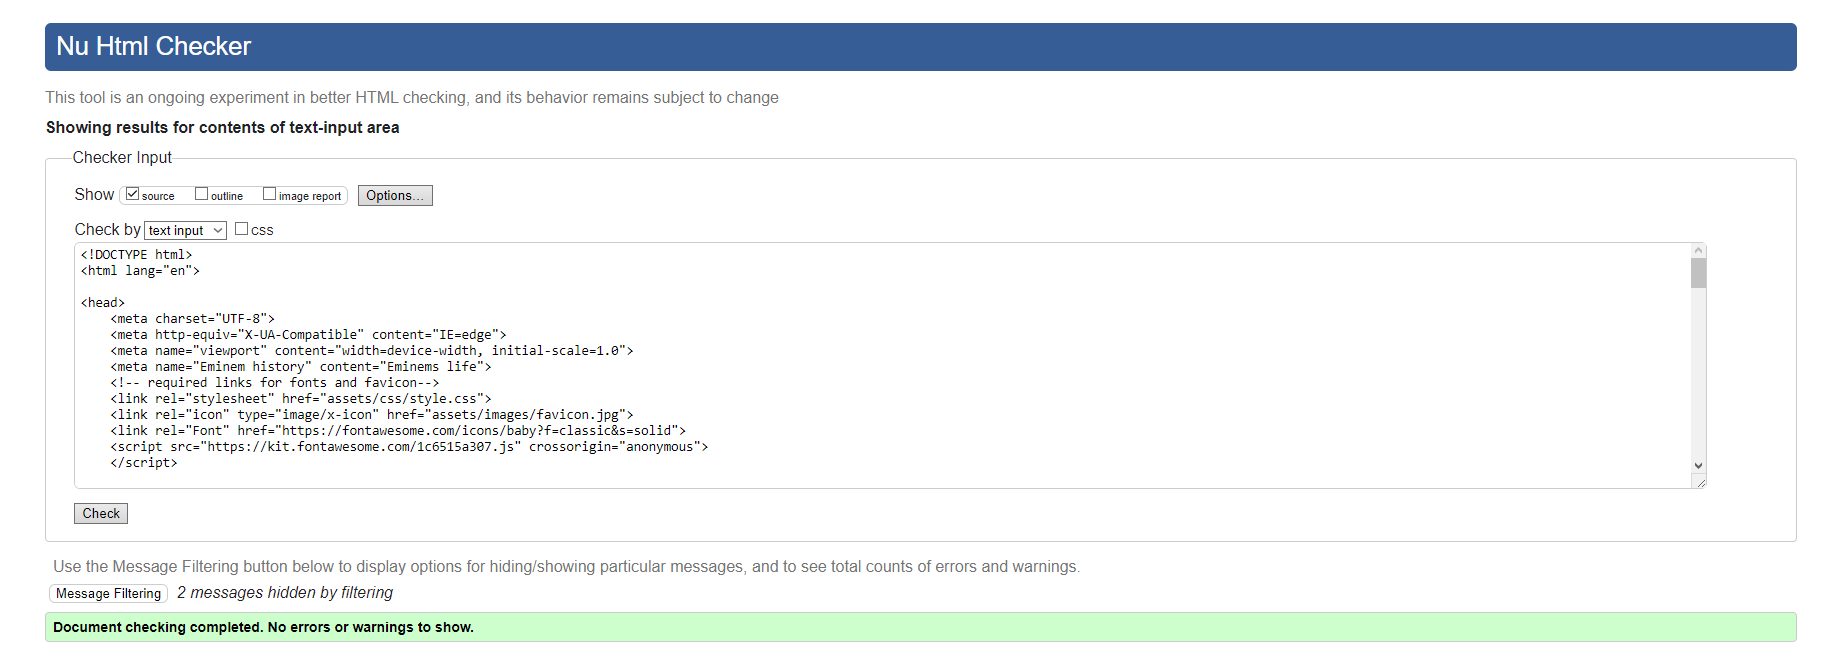 Nu Html Checker
This tool is an ongoing experiment in better HTML checking, and its behavior remains subject to change
Showing results for contents of text-input area
Checker Input
Show source outline image report Options...
Check by text input css
<!DOCTYPE html>
<html lang="en">
<head>
<meta charset="UTF-8">
<meta http-equiv="X-UA-Compatible" content="IE=edge">
<meta name="viewport" content="width=device-width, initial-scale=1.0">
<meta name="Eminem history" content="Eminems life">
<!-- required links for fonts and favicon-->
<link rel="stylesheet" href="assets/css/style.css">
<link rel="icon" type="image/x-icon" href="assets/images/favicon.jpg">
<link rel="Font" href="https://fontawesome.com/icons/baby?f=classic&s=solid">
<script src="https://kit.fontawesome.com/1c6515a307.js" crossorigin="anonymous">
</script>
Check
Use the Message Filtering button below to display options for hiding/showing particular messages, and to see total counts of errors and warnings.
Message Filtering 2 messages hidden by filtering
Document checking completed. No errors or warnings to show.